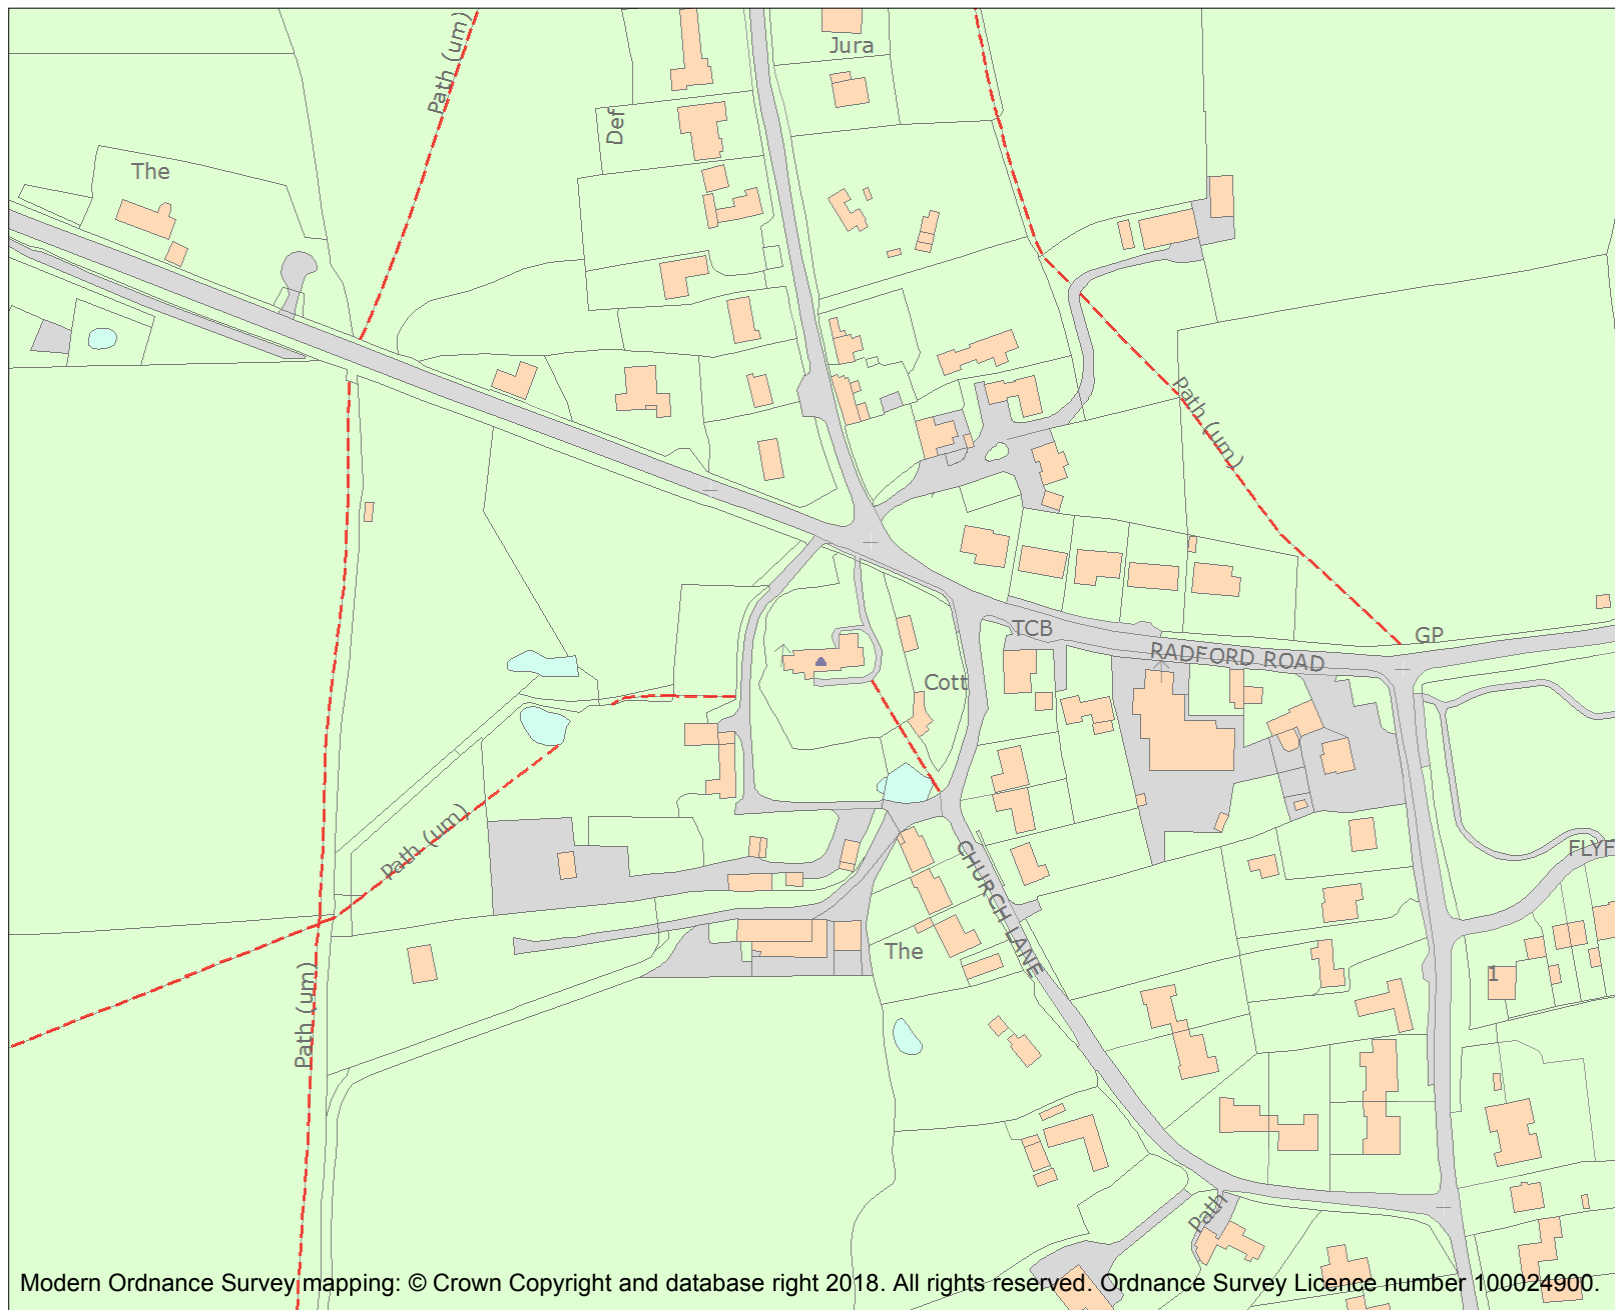 Path (um)
Jura
Def
The
Path (um)
TCB
GP
RADFORD ROAD
Cott
Path (um)
FLYF
CHURCH LANE
The
1
Path (um)
Path
Modern Ordnance Survey mapping: © Crown Copyright and database right 2018. All rights reserved. Ordnance Survey Licence number 100024900.